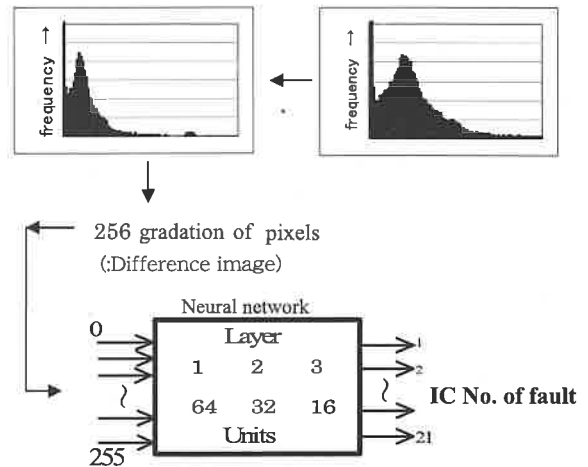 frequency →
frequency →
256 gradation of pixels
(:Difference image)
Neural network
0
Layer
1 2 3
64 32 16
Units
255
1
2
21
IC No. of fault